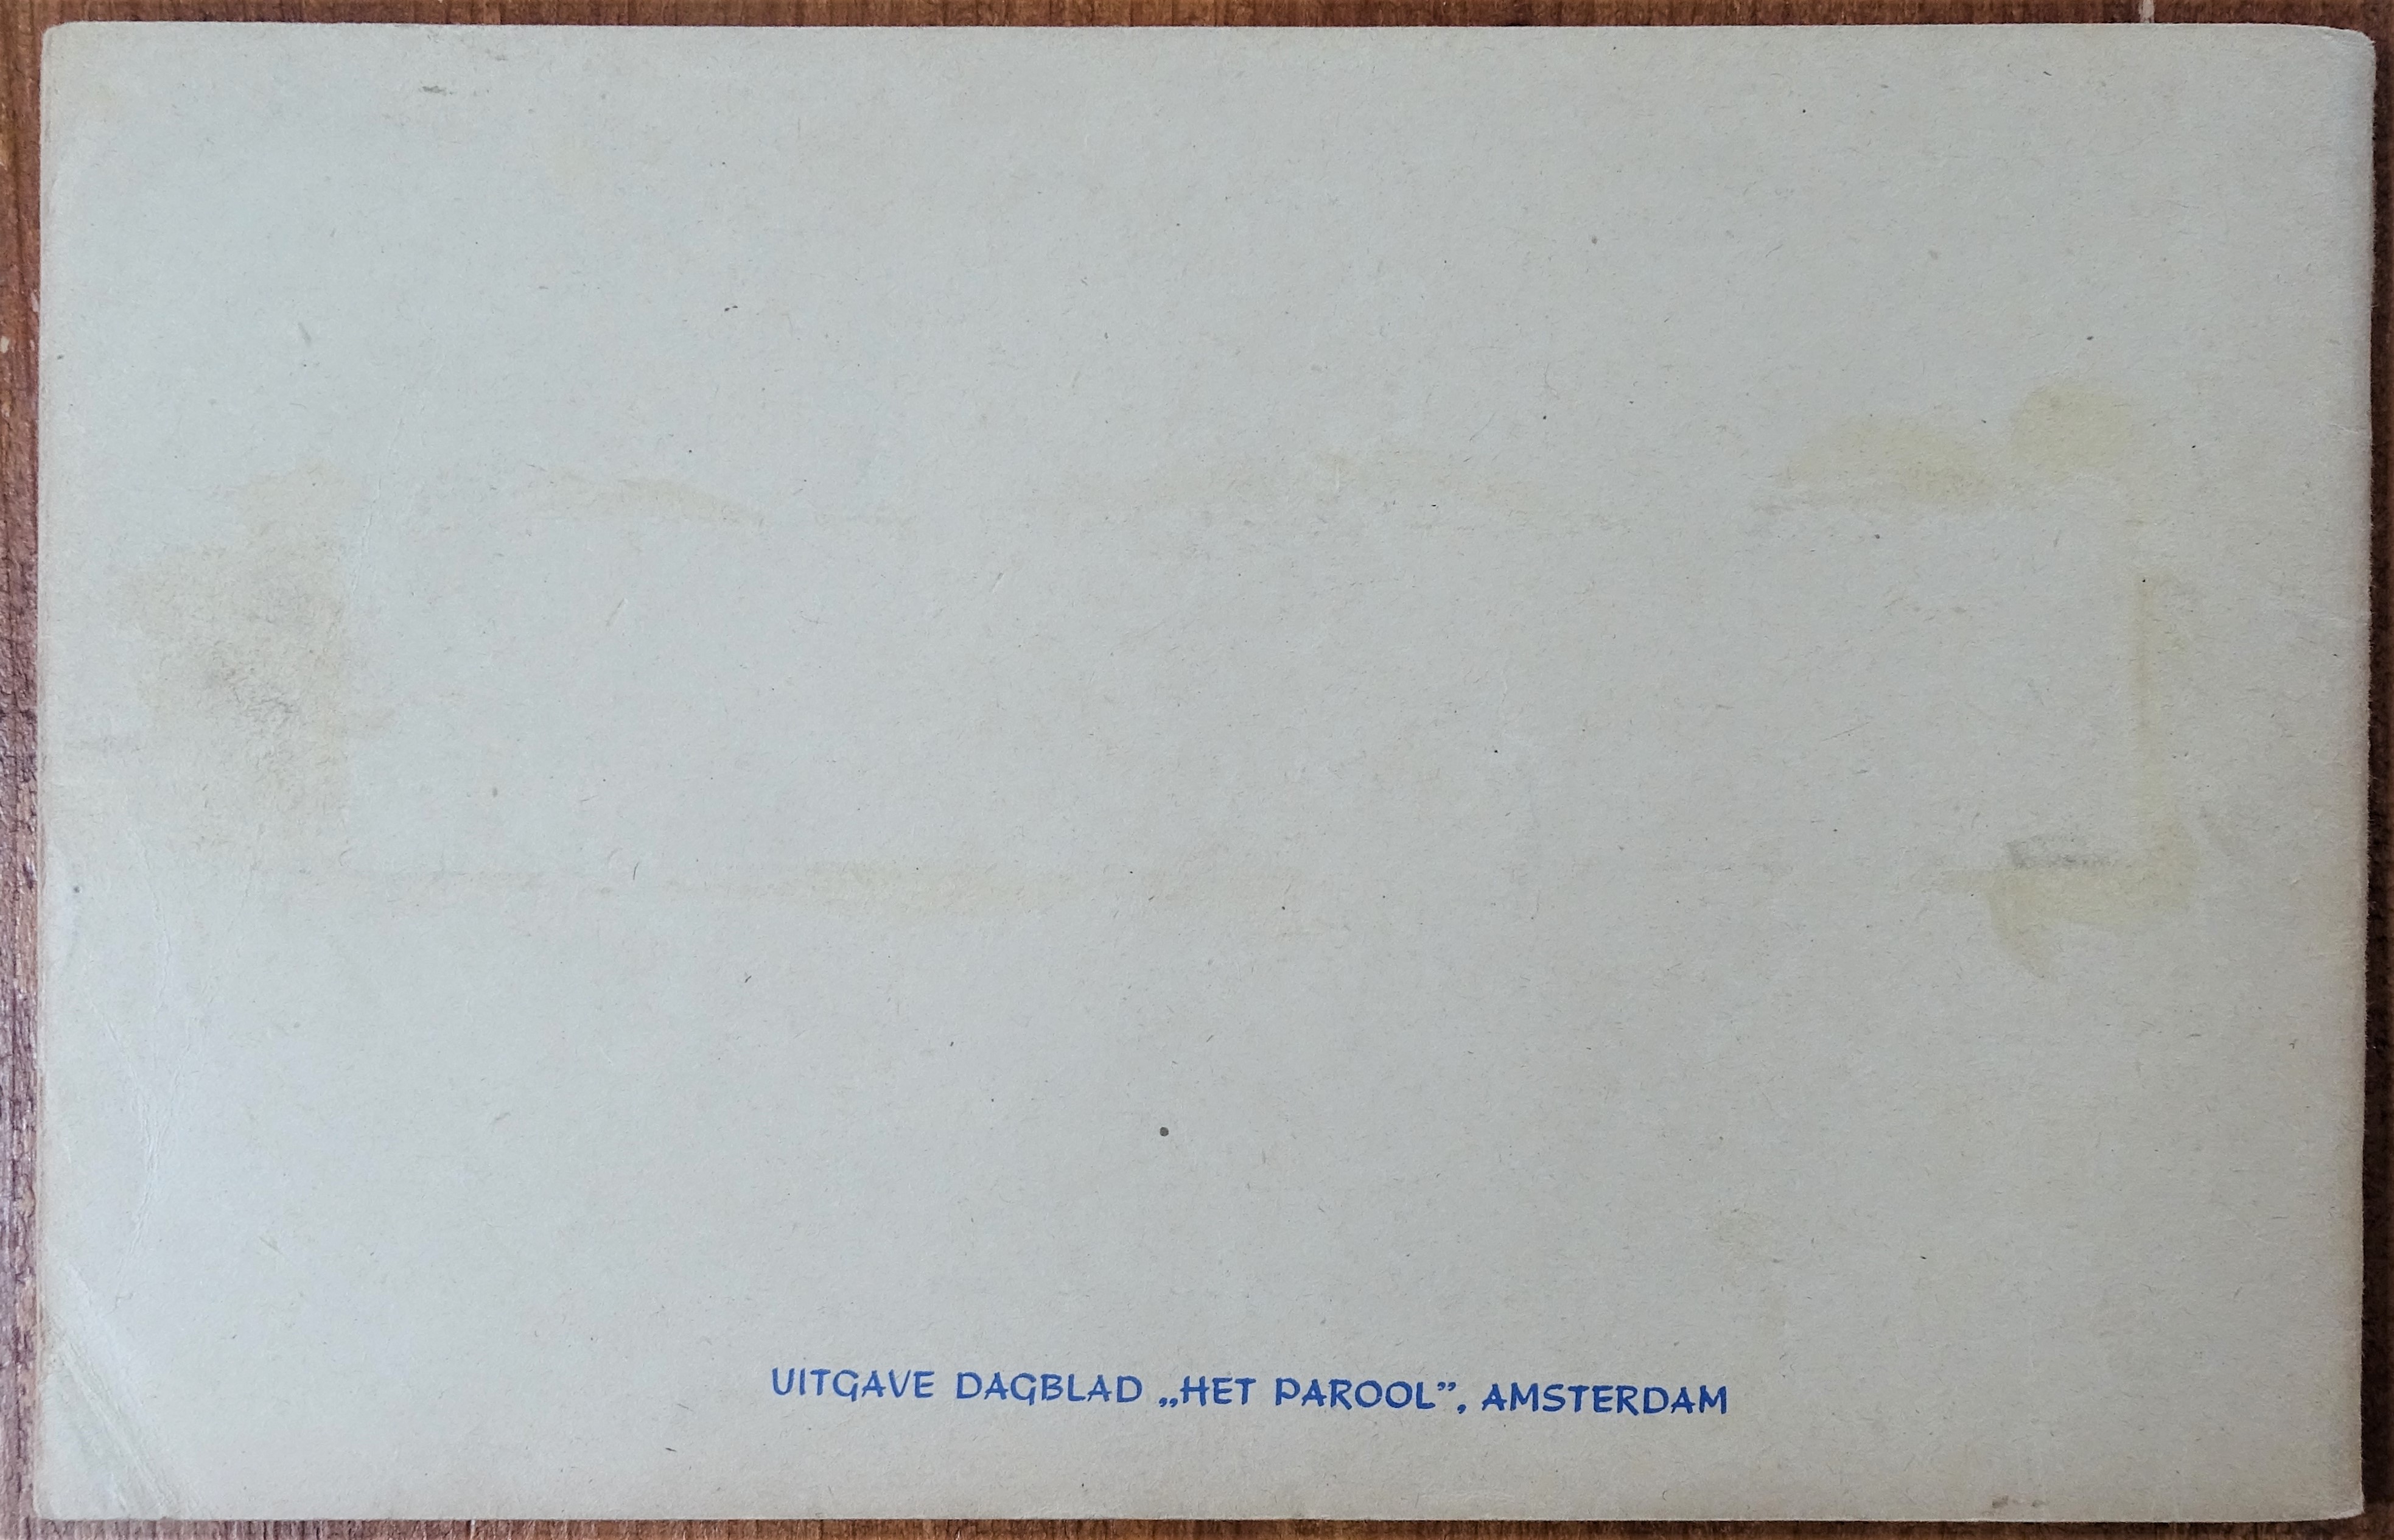 UITGAVE DAGBLAD „HET PAROOL”, AMSTERDAM